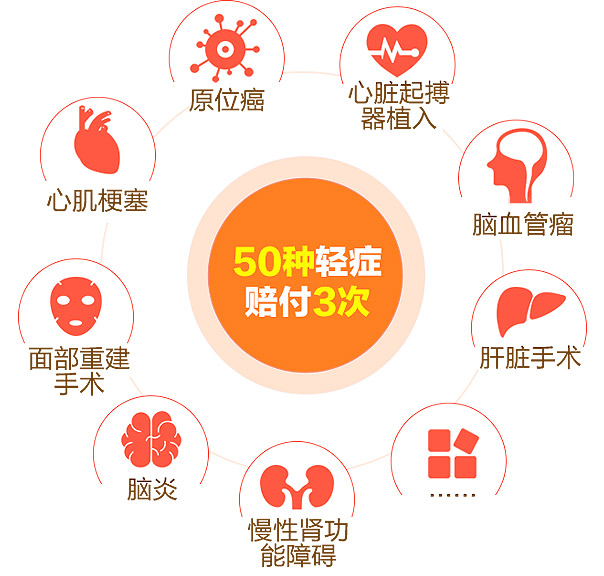 原位癌
心脏起搏
器植入
心肌梗塞
脑血管瘤
50种轻症
赔付3次
面部重建
手术
肝脏手术
脑炎
······
慢性肾功
能障碍